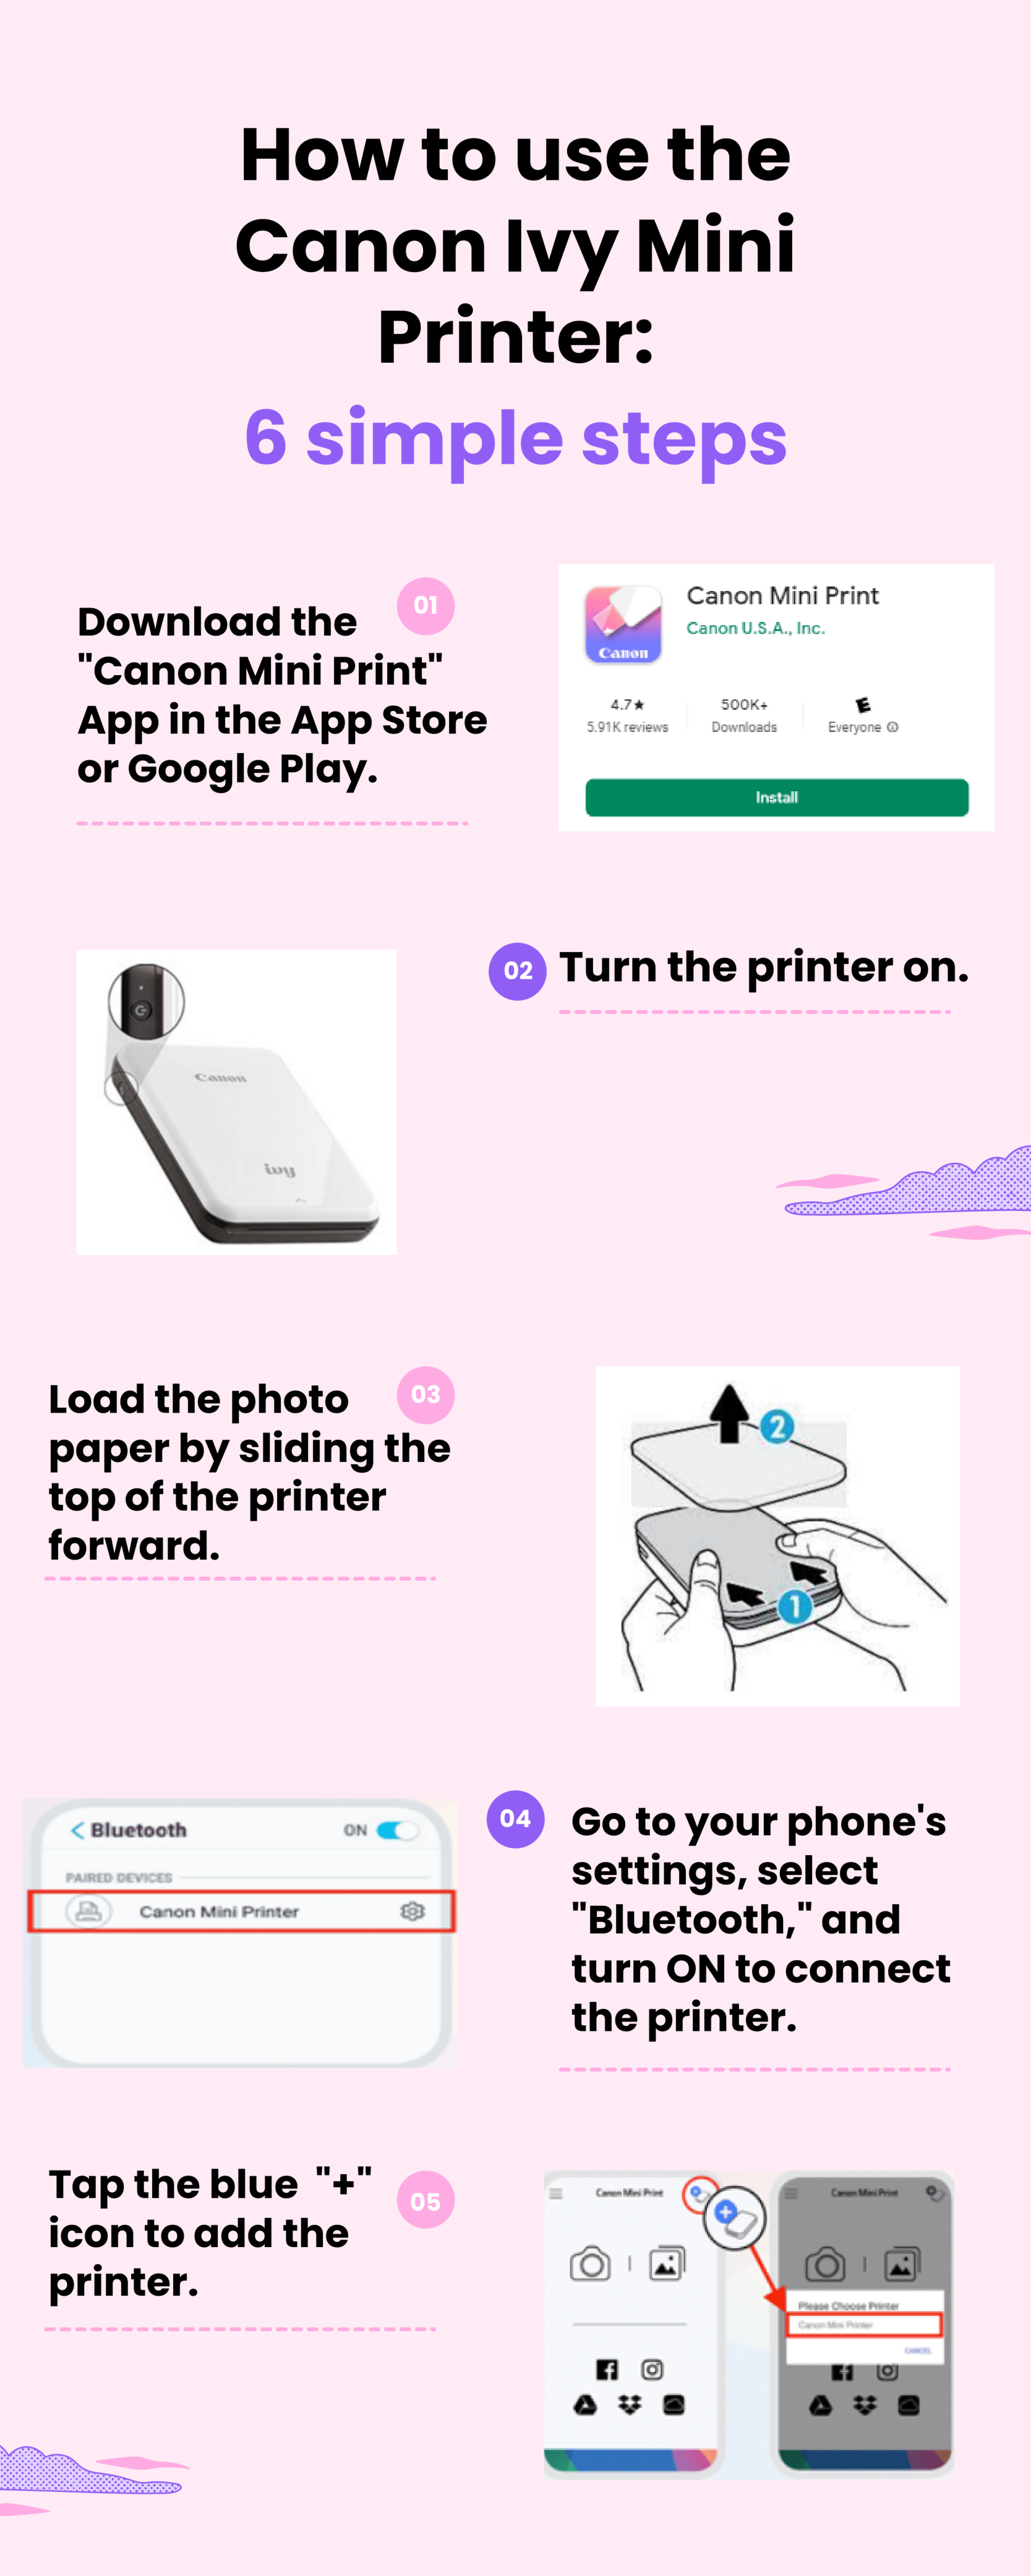 How to use the
Canon Ivy Mini
Printer:
6 simple steps
01
Download the
"Canon Mini Print"
App in the App Store
or Google Play.
Canon
Canon Mini Print
Canon U.S.A., Inc.
4.7★
5.91K reviews
500K+
Downloads
E
Everyone
Install
Canon
ivy
02
Turn the printer on.
03
Load the photo
paper by sliding the
top of the printer
forward.
2
1
Bluetooth
ON
PAIRED DEVICES
Canon Mini Printer
04
Go to your phone's
settings, select
"Bluetooth," and
turn ON to connect
the printer.
Tap the blue "+"
icon to add the
printer.
05
Canon Mini Print
Canon Mini Print
Please Choose Printer
Canon Mini Printer
CANCEL